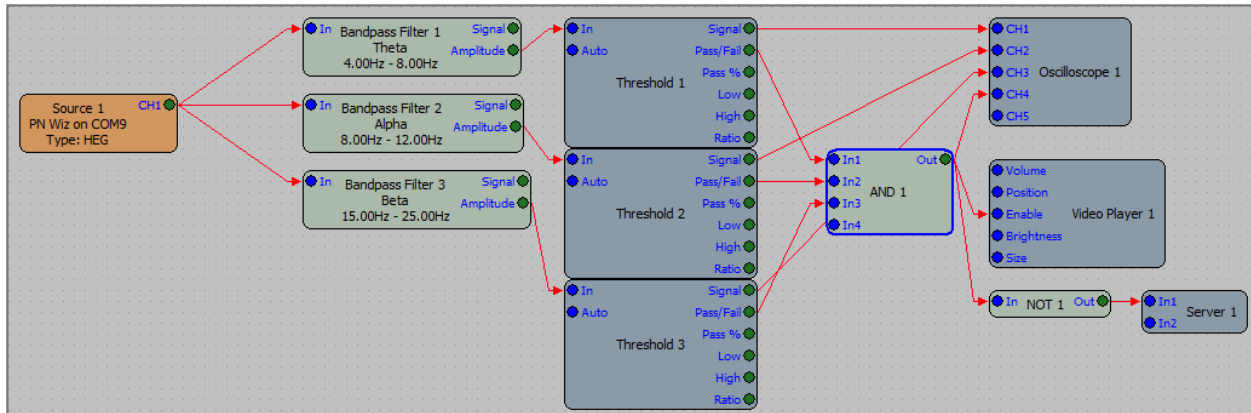 Source 1
CH1
PN Wiz on COM9
Type: HEG
In
Bandpass Filter 1
Signal
Theta
Amplitude
4.00Hz - 8.00Hz
In
Bandpass Filter 2
Signal
Alpha
Amplitude
8.00Hz - 12.00Hz
In
Bandpass Filter 3
Signal
Beta
Amplitude
15.00Hz - 25.00Hz
In
Signal
Auto
Pass/Fail
Threshold 1
Pass %
Low
High
Ratio
In
Signal
Auto
Pass/Fail
Threshold 2
Pass %
Low
High
Ratio
In
Signal
Auto
Pass/Fail
Threshold 3
Pass %
Low
High
Ratio
In1
Out
In2
AND 1
In3
In4
CH1
CH2
CH3
Oscilloscope 1
CH4
CH5
Volume
Position
Enable
Video Player 1
Brightness
Size
In
NOT 1
Out
In1
Server 1
In2